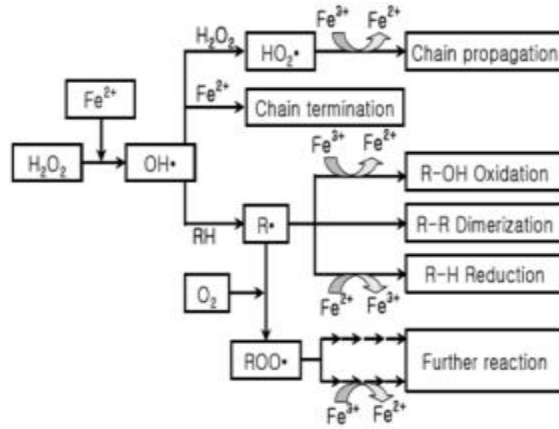 Fe³⁺ Fe²⁺
H₂O₂
HO₂•
Chain propagation
Fe²⁺
Fe²⁺
Chain termination
H₂O₂
OH•
Fe³⁺ Fe²⁺
R-OH Oxidation
RH
R•
R-R Dimerization
O₂
R-H Reduction
Fe²⁺ Fe³⁺
ROO•
Further reaction
Fe³⁺ Fe²⁺